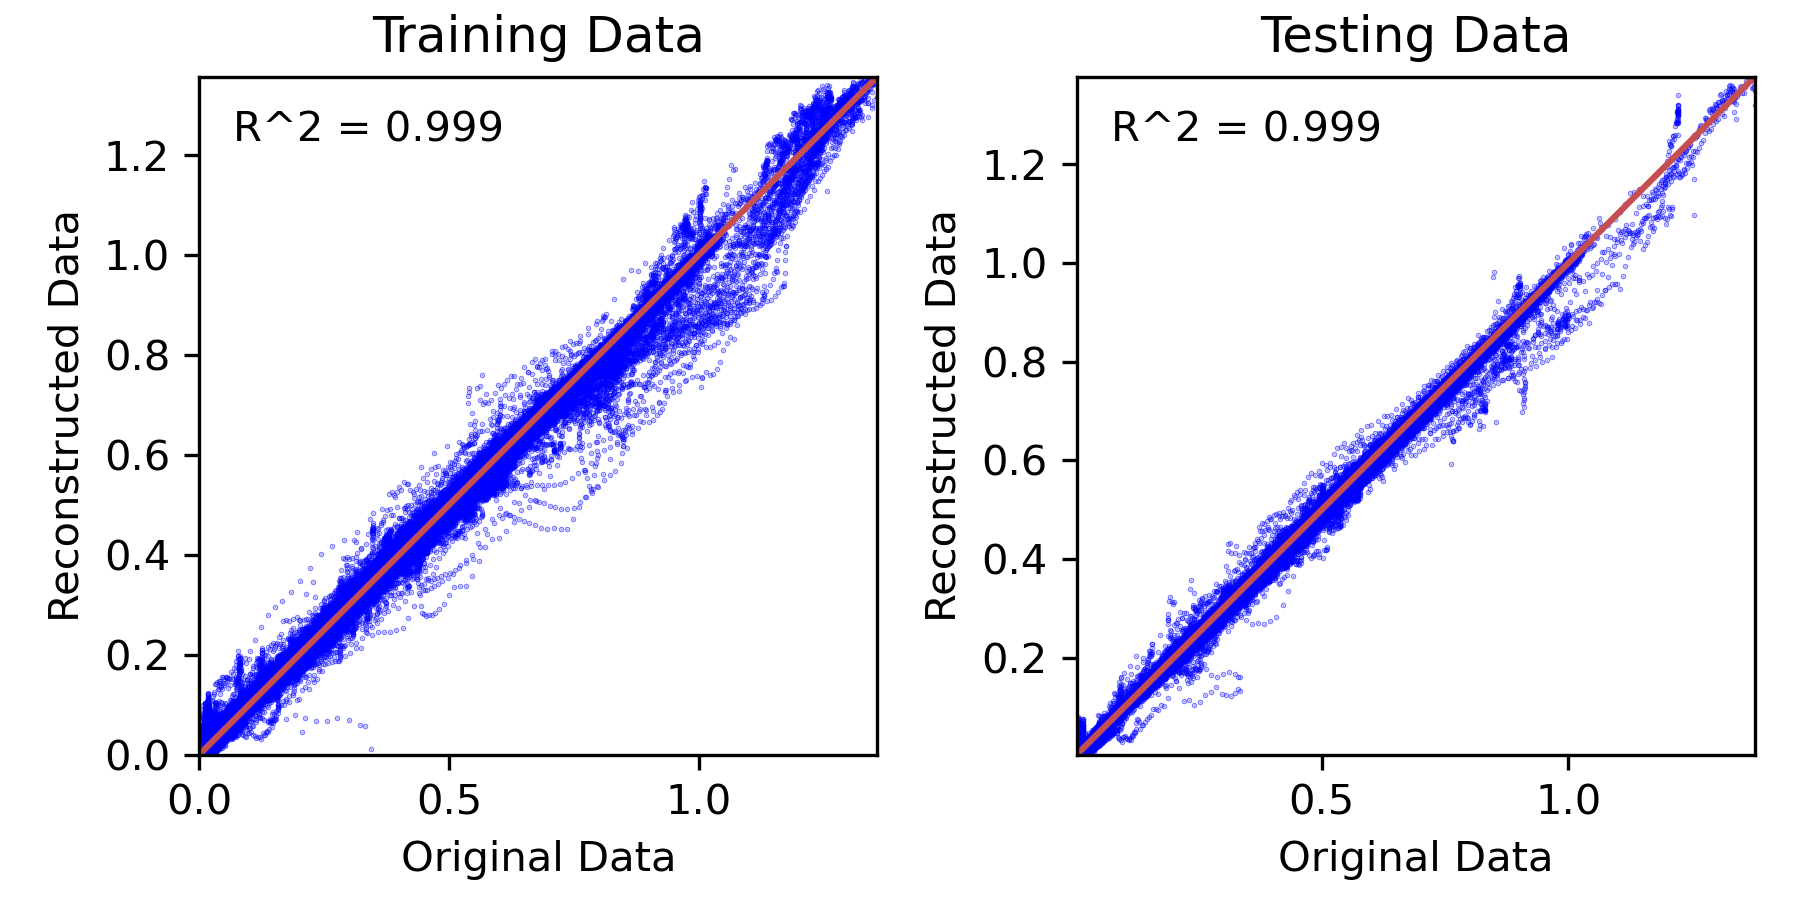 Training Data
R^2 = 0.999
Reconstructed Data
1.2
1.0
0.8
0.6
0.4
0.2
0.0
0.0 0.5 1.0
Original Data
Testing Data
R^2 = 0.999
Reconstructed Data
1.2
1.0
0.8
0.6
0.4
0.2
0.5 1.0
Original Data